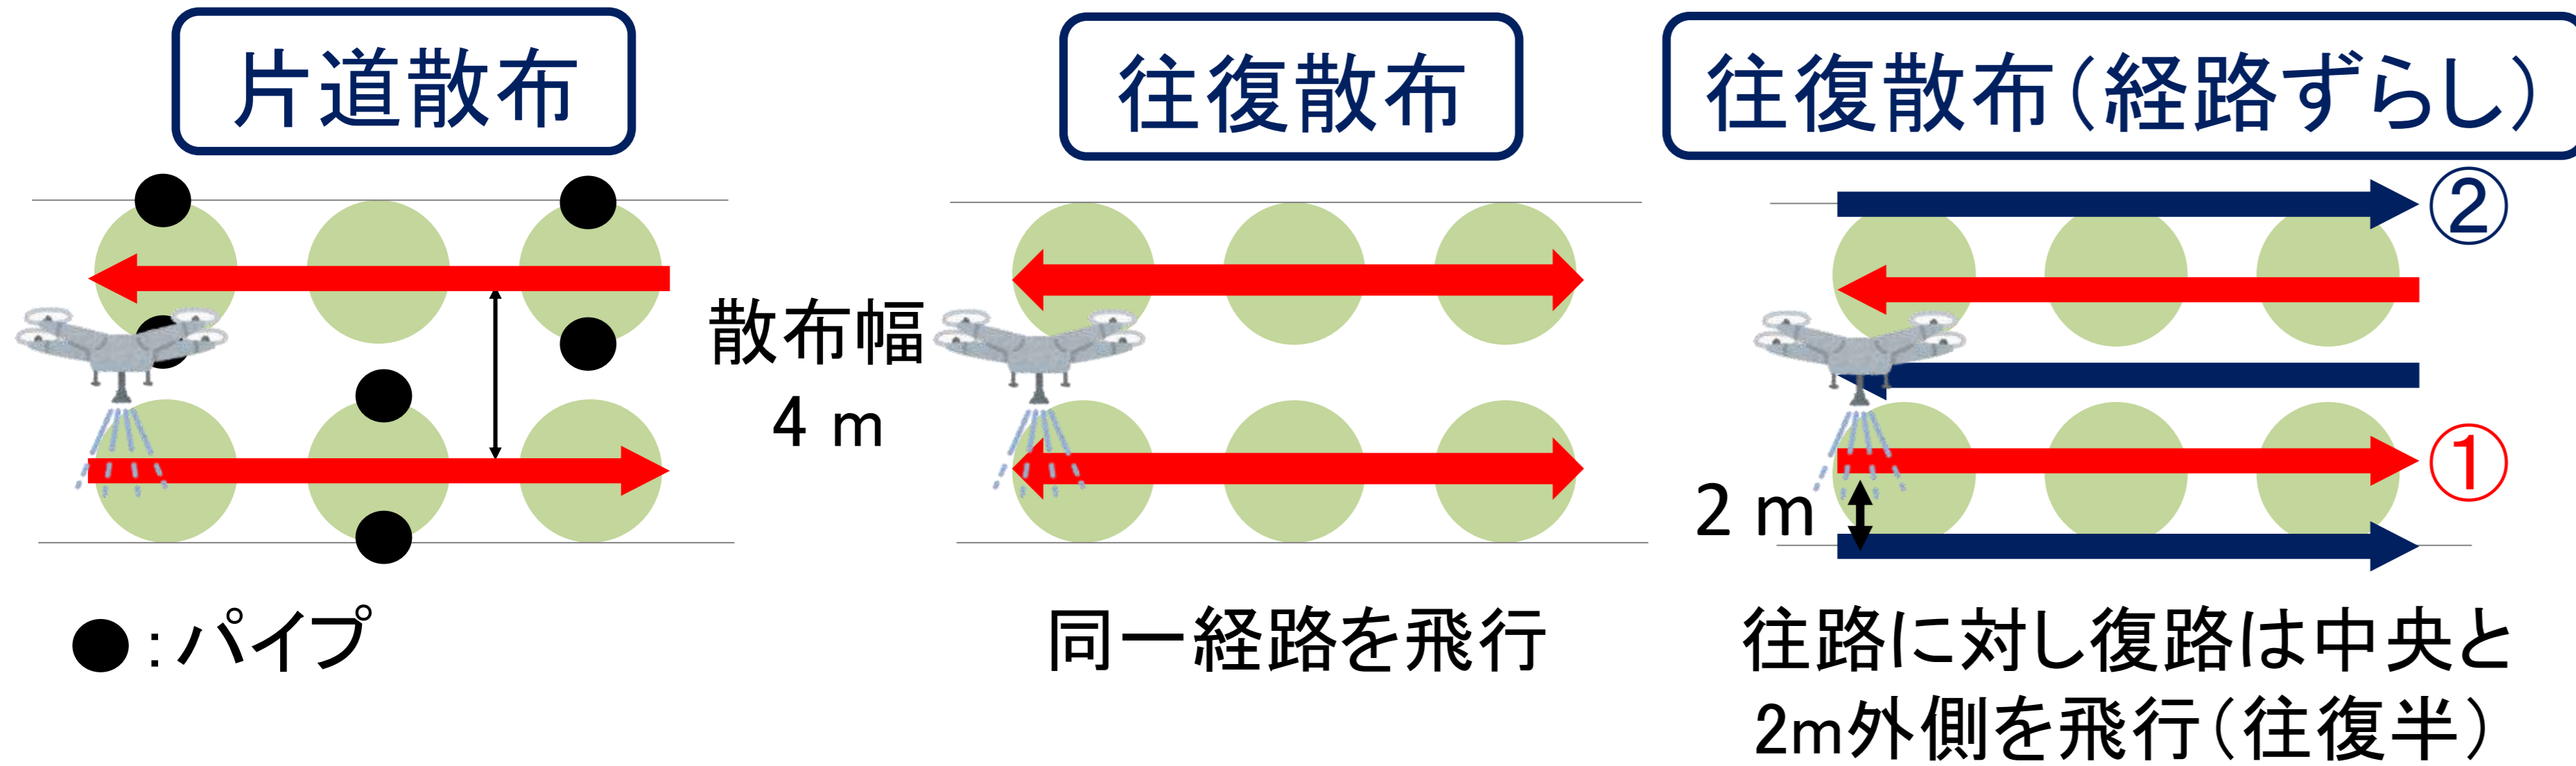 片道散布
往復散布
往復散布(経路ずらし)
散布幅
4 m
②
①
2 m
●:パイプ
同一経路を飛行
往路に対し復路は中央と
2m外側を飛行(往復半)